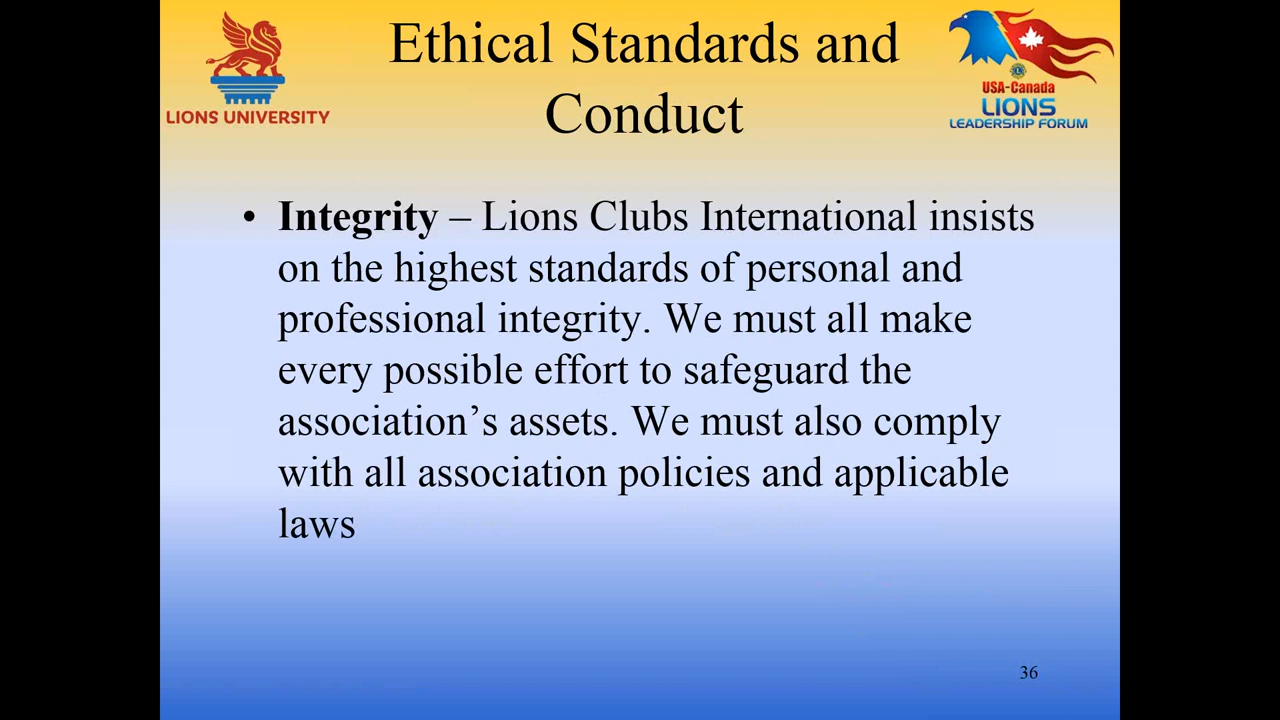 Ethical Standards and
Conduct
LIONS UNIVERSITY
USA-Canada
LIONS
LEADERSHIP FORUM
• Integrity – Lions Clubs International insists
on the highest standards of personal and
professional integrity. We must all make
every possible effort to safeguard the
association’s assets. We must also comply
with all association policies and applicable
laws
36